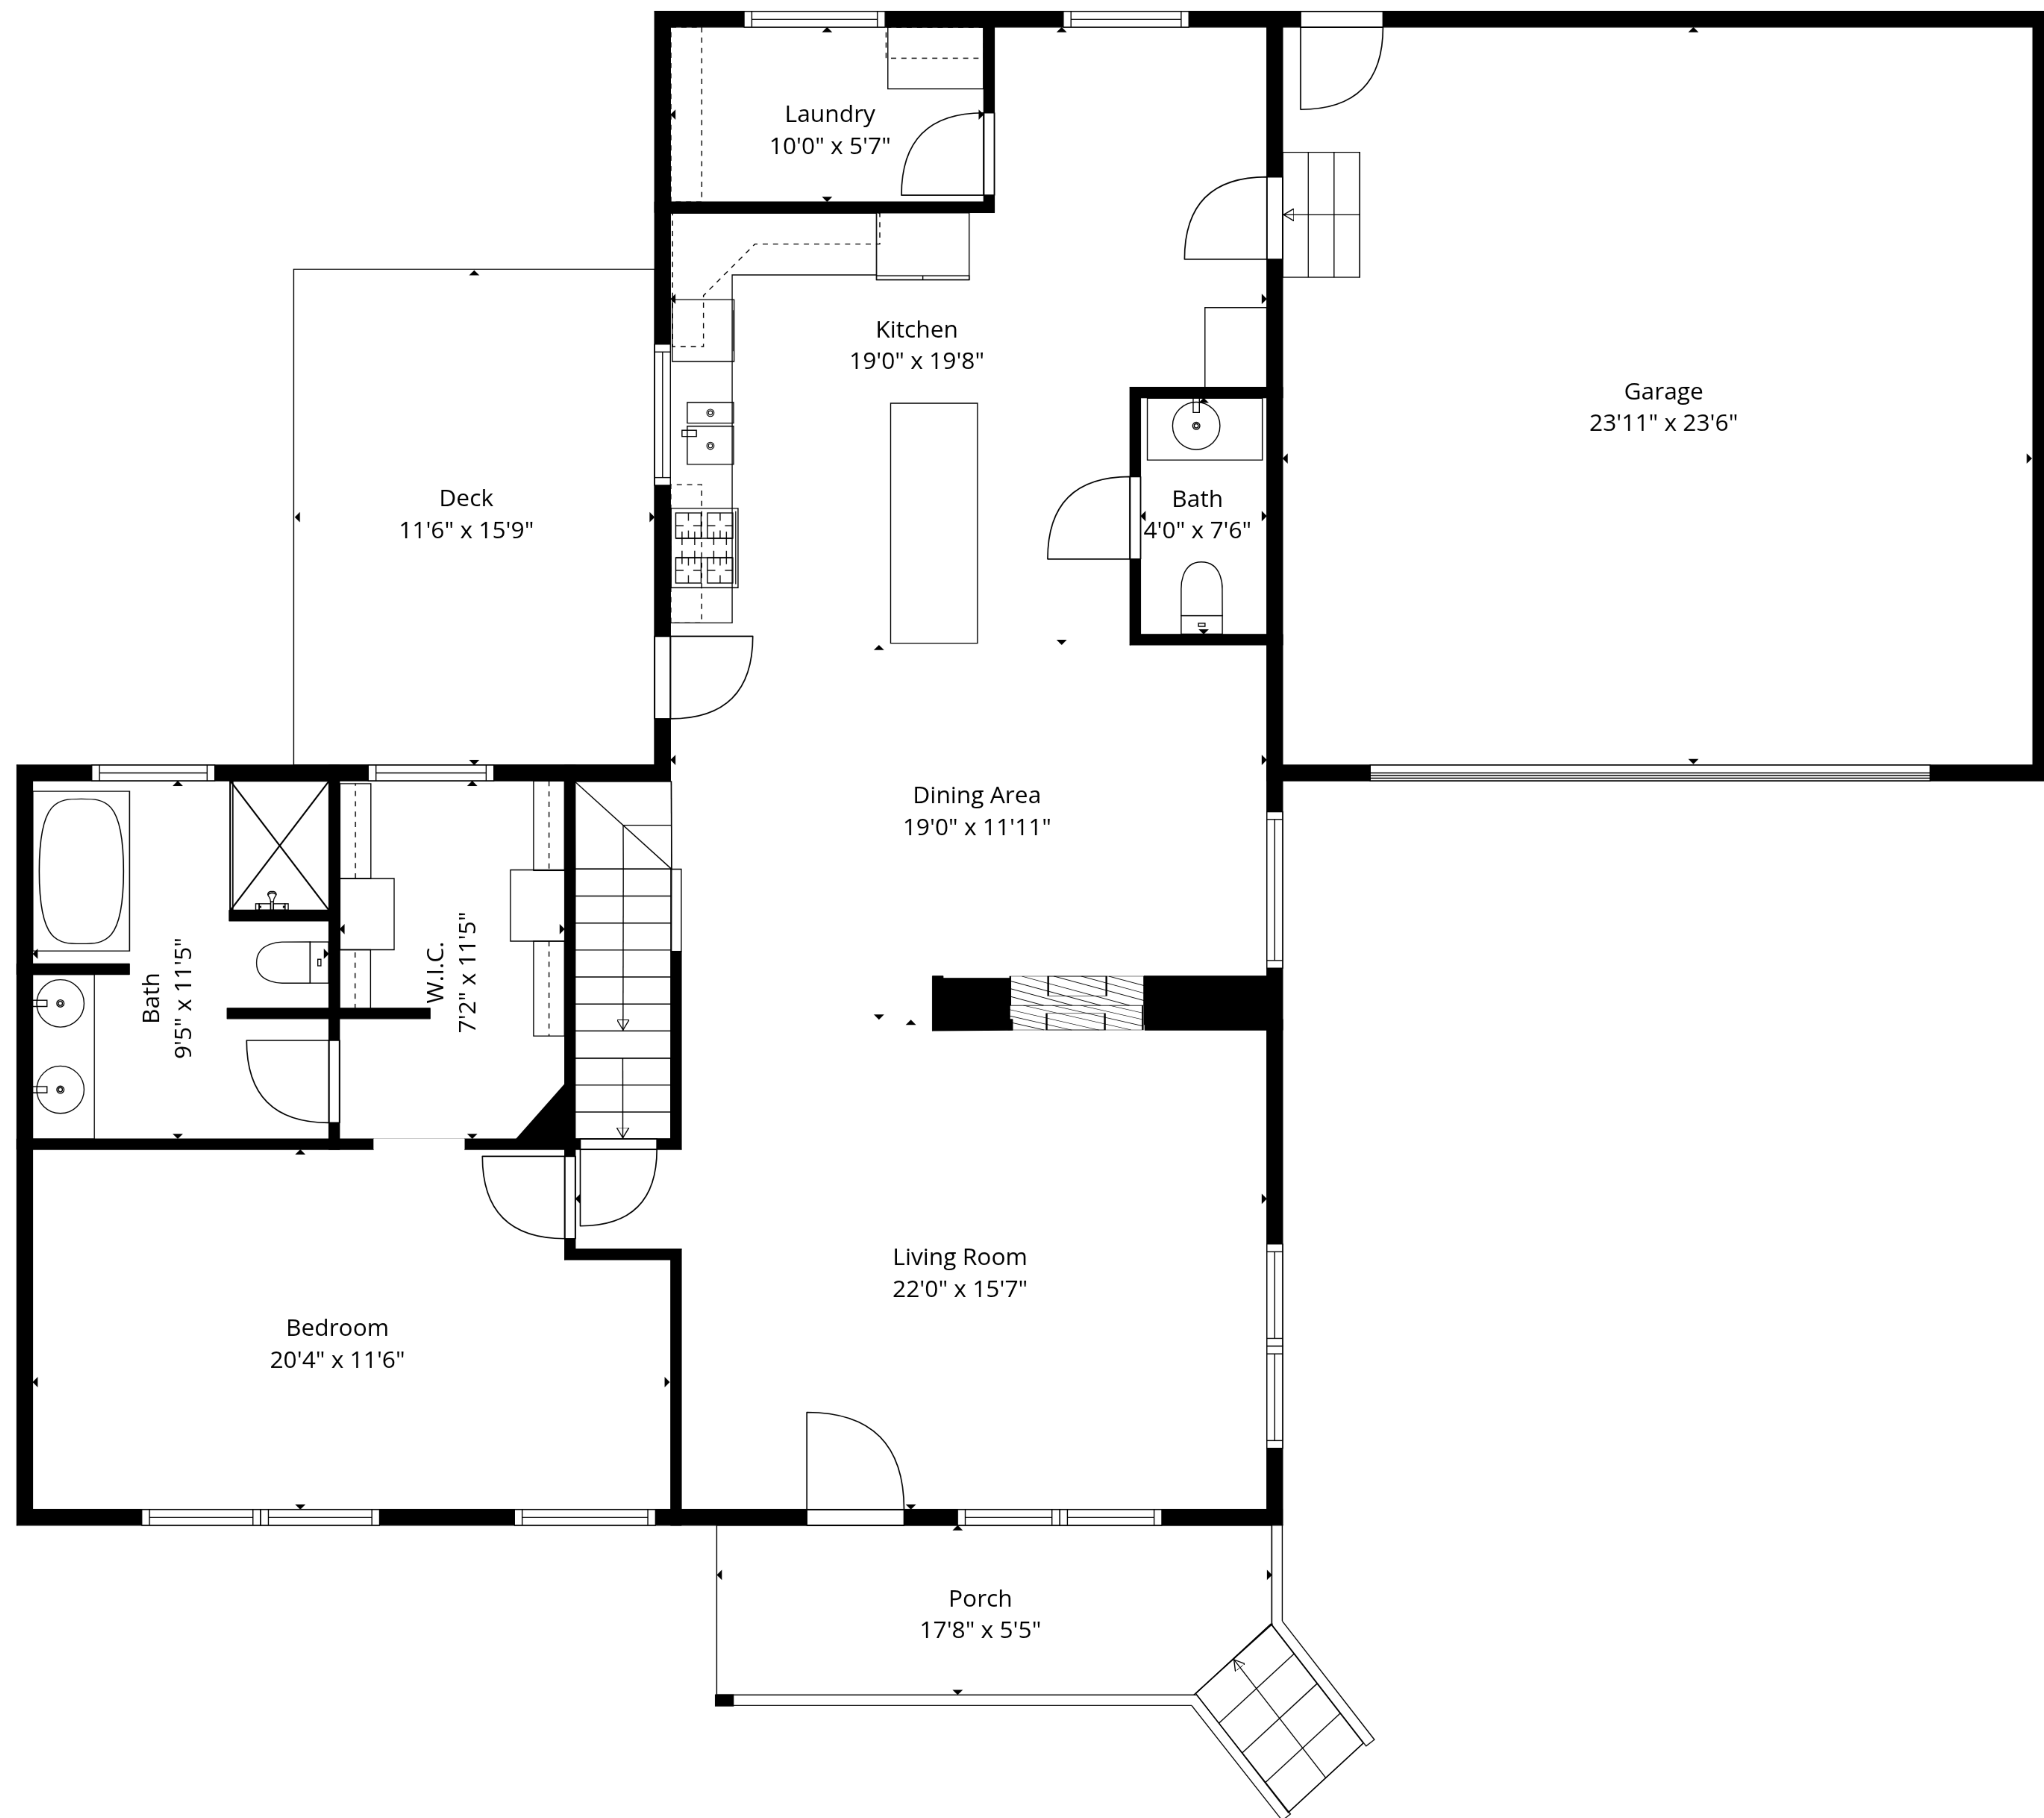 Laundry
10'0" x 5'7"
Kitchen
19'0" x 19'8"
Garage
23'11" x 23'6"
Deck
11'6" x 15'9"
Bath
4'0" x 7'6"
Dining Area
19'0" x 11'11"
Bath
9'5" x 11'5"
W.I.C.
7'2" x 11'5"
Living Room
22'0" x 15'7"
Bedroom
20'4" x 11'6"
Porch
17'8" x 5'5"